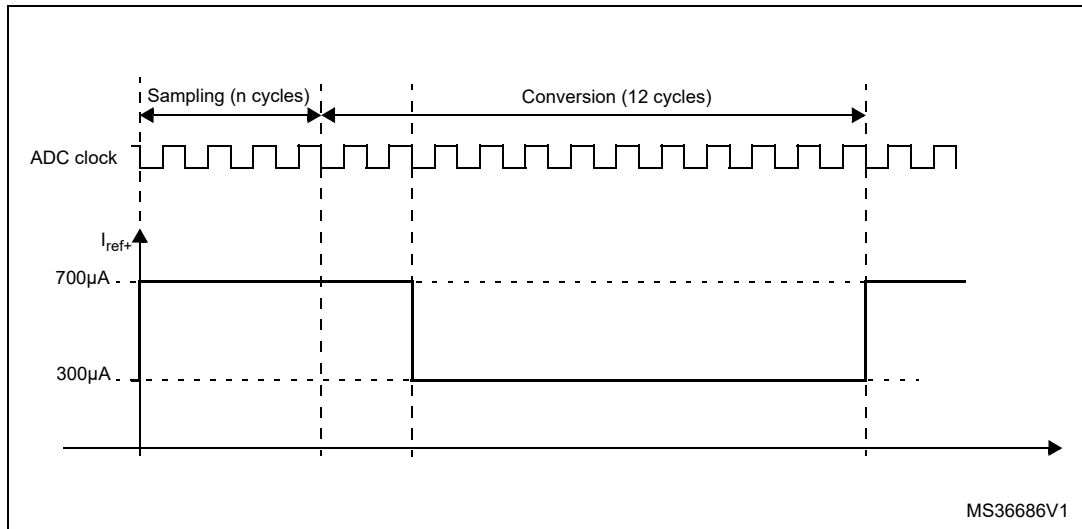 Sampling (n cycles)
Conversion (12 cycles)
ADC clock
Iref+
700µA
300µA
MS36686V1